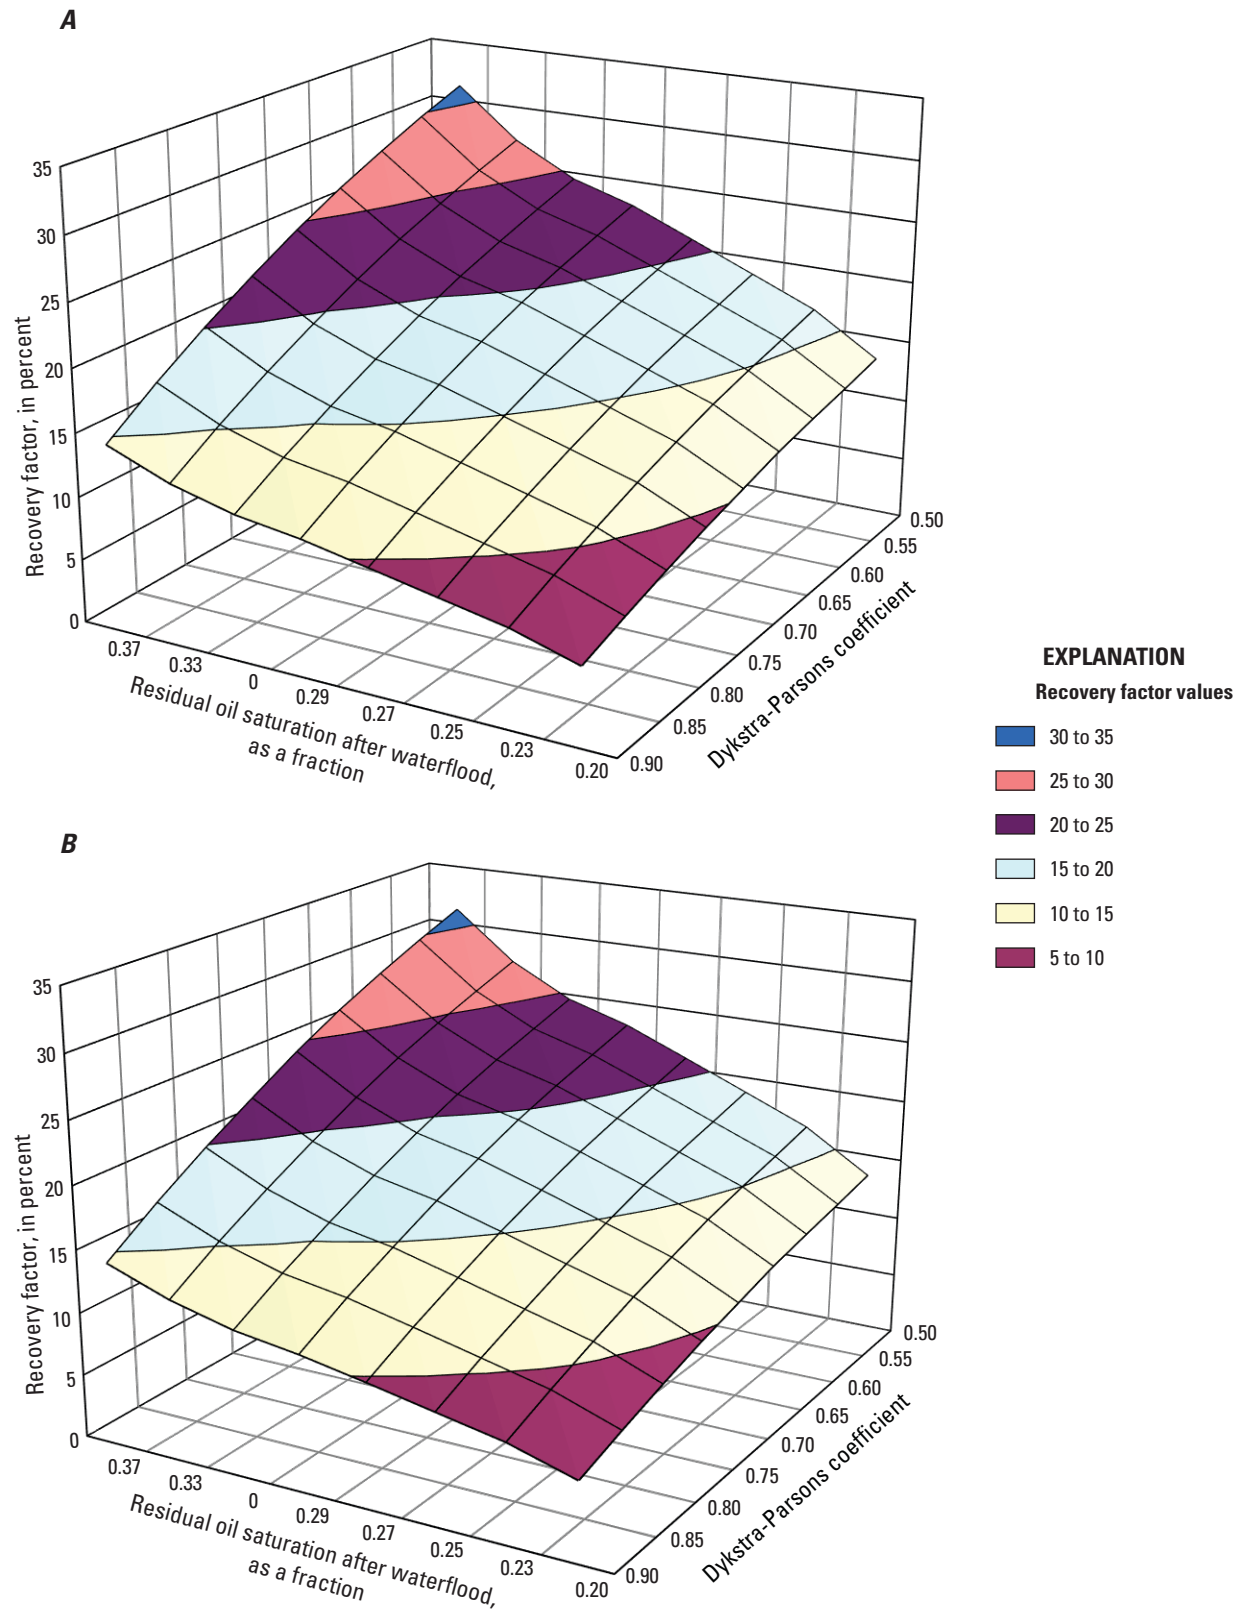 A
35
30
25
20
15
10
5
0
Recovery factor, in percent
0.37
0.33
0
0.29
0.27
0.25
0.23
0.20
Residual oil saturation after waterflood,
as a fraction
0.50
0.55
0.60
0.65
0.70
0.75
0.80
0.85
0.90
Dykstra-Parsons coefficient
EXPLANATION
Recovery factor values
30 to 35
25 to 30
20 to 25
15 to 20
10 to 15
5 to 10
B
35
30
25
20
15
10
5
0
Recovery factor, in percent
0.37
0.33
0
0.29
0.27
0.25
0.23
0.20
Residual oil saturation after waterflood,
as a fraction
0.50
0.55
0.60
0.65
0.70
0.75
0.80
0.85
0.90
Dykstra-Parsons coefficient